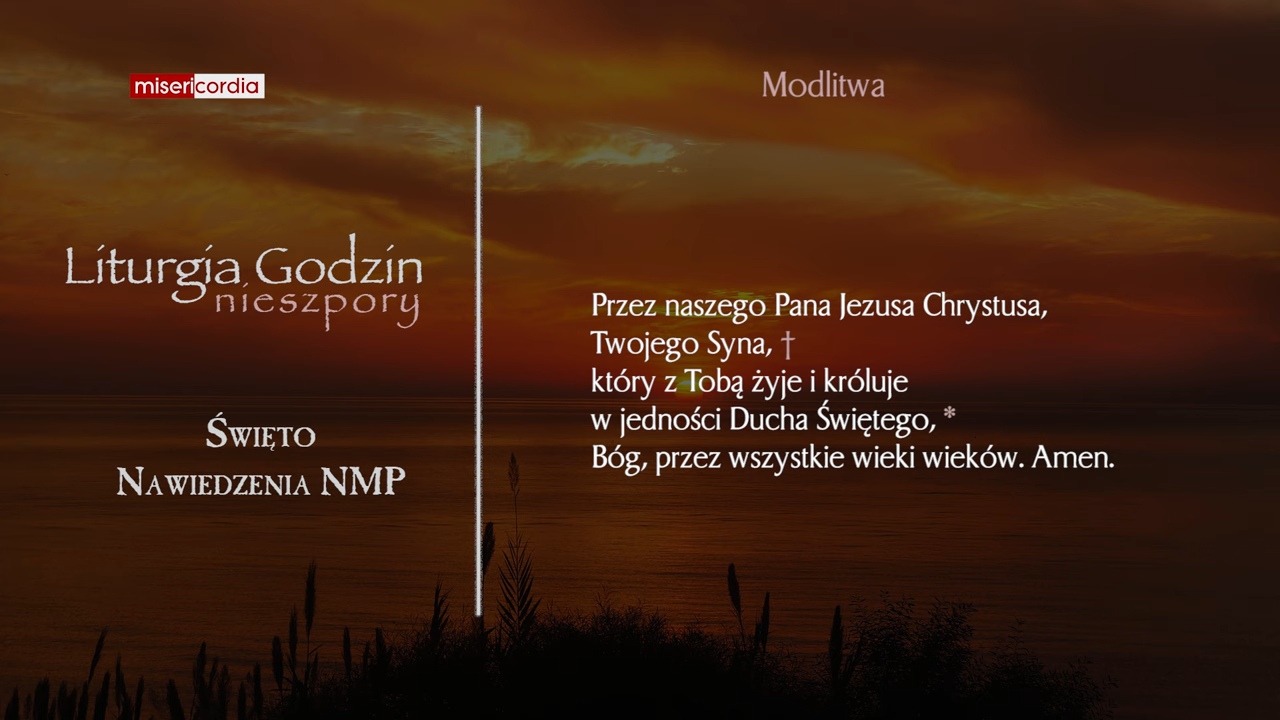 misericordia
Modlitwa
Liturgia Godzin
nieszpory
Święto
Nawiedzenia NMP
Przez naszego Pana Jezusa Chrystusa,
Twojego Syna, †
który z Tobą żyje i króluje
w jedności Ducha Świętego, *
Bóg, przez wszystkie wieki wieków. Amen.